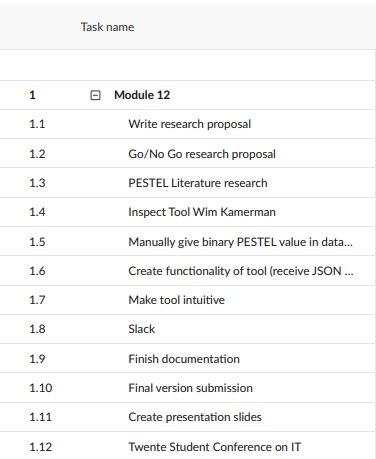 Task name
1 Module 12
1.1 Write research proposal
1.2 Go/No Go research proposal
1.3 PESTEL Literature research
1.4 Inspect Tool Wim Kamerman
1.5 Manually give binary PESTEL value in data...
1.6 Create functionality of tool (receive JSON ...
1.7 Make tool intuitive
1.8 Slack
1.9 Finish documentation
1.10 Final version submission
1.11 Create presentation slides
1.12 Twente Student Conference on IT